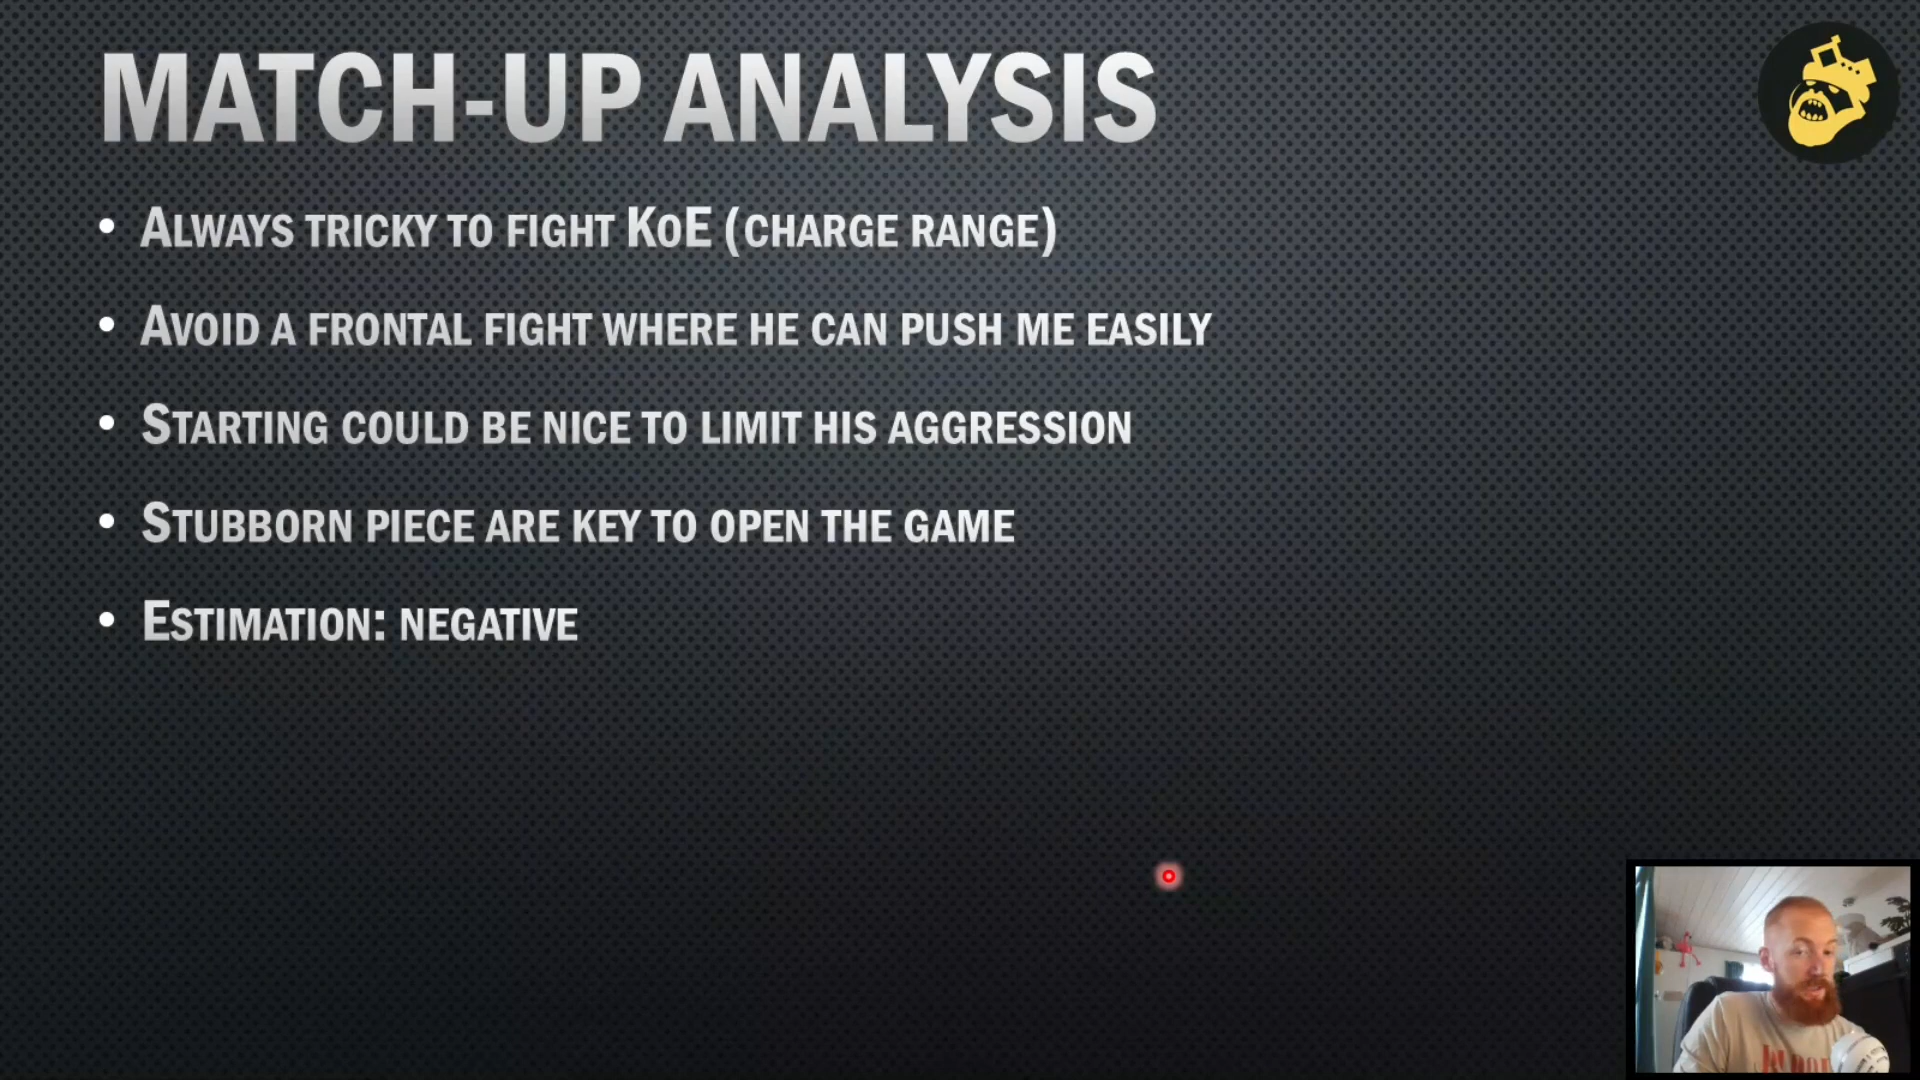 MATCH-UP ANALYSIS
• ALWAYS TRICKY TO FIGHT KOE (CHARGE RANGE)
• AVOID A FRONTAL FIGHT WHERE HE CAN PUSH ME EASILY
• STARTING COULD BE NICE TO LIMIT HIS AGGRESSION
• STUBBORN PIECE ARE KEY TO OPEN THE GAME
• ESTIMATION: NEGATIVE